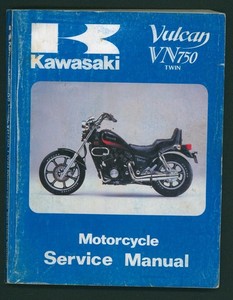 Kawasaki
Vulcan
VN750
TWIN
Motorcycle
Service Manual